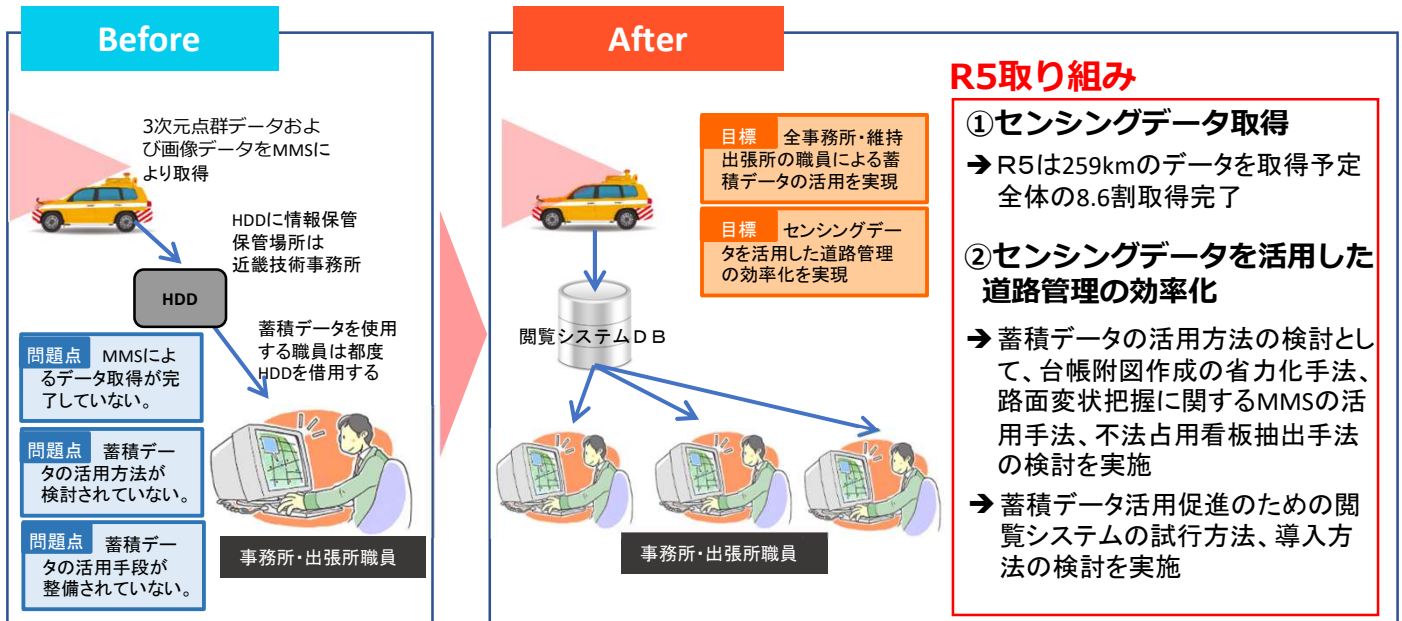 Before
3次元点群データおよ
び画像データをMMSに
より取得
HDDに情報保管
保管場所は
近畿技術事務所
HDD
蓄積データを使用
する職員は都度
HDDを借用する
問題点 MMSによ
るデータ取得が完
了していない。
問題点 蓄積デー
タの活用方法が
検討されていない。
問題点 蓄積デー
タの活用手段が
整備されていない。
事務所・出張所職員
After
目標 全事務所・維持
出張所の職員による蓄
積データの活用を実現
目標 センシングデー
タを活用した道路管理
の効率化を実現
閲覧システムDB
事務所・出張所職員
R5取り組み
①センシングデータ取得
➔ R5は259kmのデータを取得予定
全体の8.6割取得完了
②センシングデータを活用した
道路管理の効率化
➔ 蓄積データの活用方法の検討とし
て、台帳附図作成の省力化手法、
路面変状把握に関するMMSの活
用手法、不法占用看板抽出手法
の検討を実施
➔ 蓄積データ活用促進のための閲
覧システムの試行方法、導入方
法の検討を実施